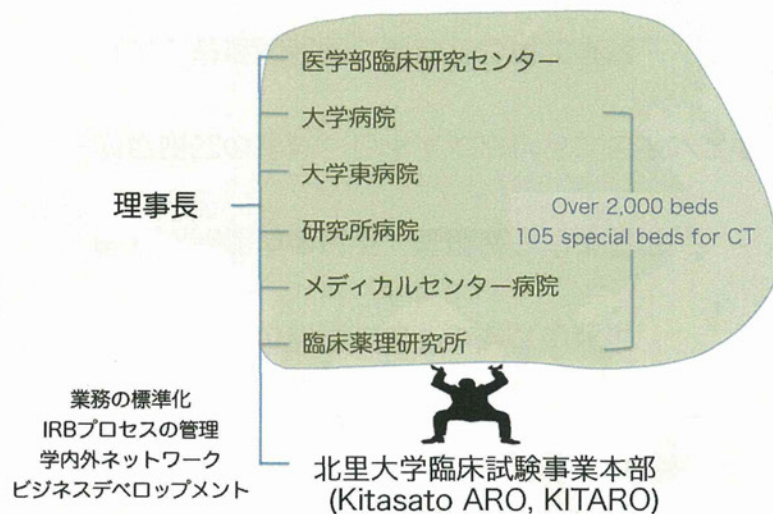 医学部臨床研究センター
大学病院
大学東病院
理事長
研究所病院
メディカルセンター病院
臨床薬理研究所
Over 2,000 beds
105 special beds for CT
業務の標準化
IRBプロセスの管理
学内外ネットワーク
ビジネスデベロップメント
北里大学臨床試験事業本部
(Kitasato ARO, KITARO)